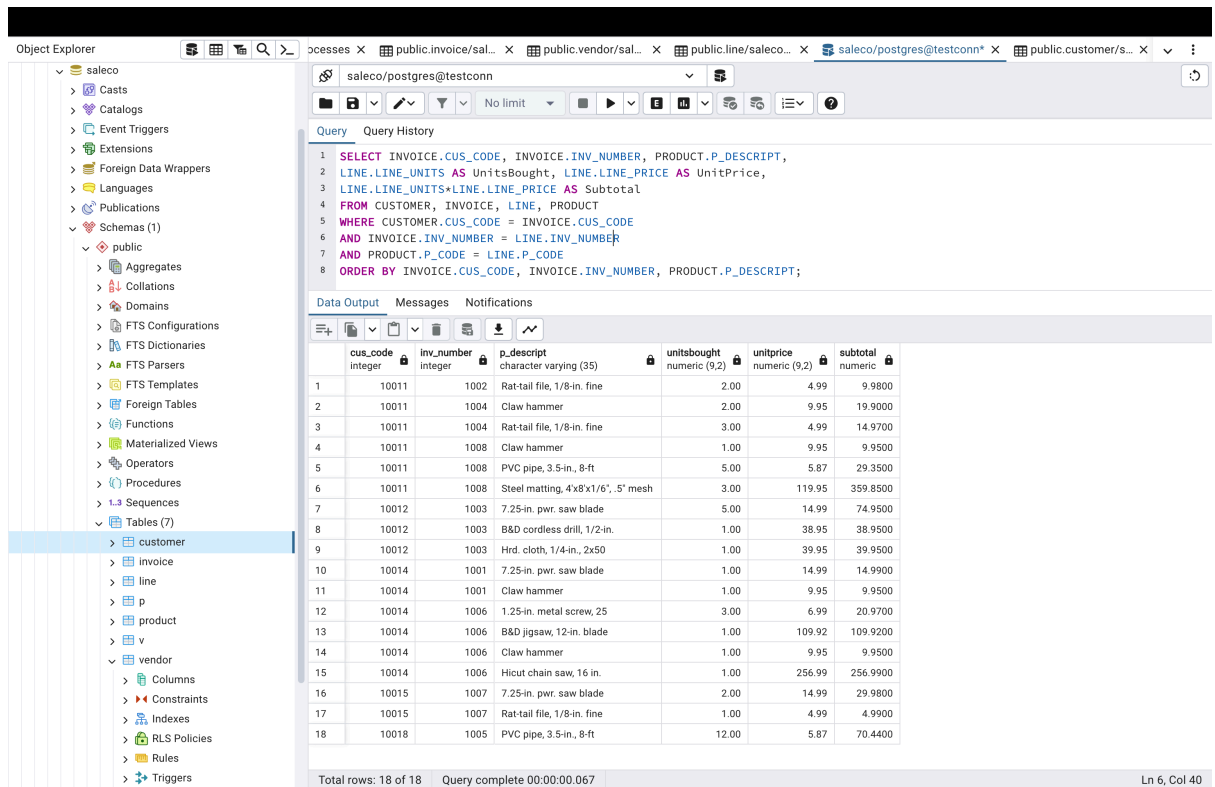 Object Explorer
ocesses × public.invoice/sal... × public.vendor/sal... × public.line/saleco... × saleco/postgres@testconn* × public.customer/s... ×
saleco/postgres@testconn
No limit
Query Query History
1 SELECT INVOICE.CUS_CODE, INVOICE.INV_NUMBER, PRODUCT.P_DESCRIPT,
2 LINE.LINE_UNITS AS UnitsBought, LINE.LINE_PRICE AS UnitPrice,
3 LINE.LINE_UNITS*LINE.LINE_PRICE AS Subtotal
4 FROM CUSTOMER, INVOICE, LINE, PRODUCT
5 WHERE CUSTOMER.CUS_CODE = INVOICE.CUS_CODE
6 AND INVOICE.INV_NUMBER = LINE.INV_NUMBER
7 AND PRODUCT.P_CODE = LINE.P_CODE
8 ORDER BY INVOICE.CUS_CODE, INVOICE.INV_NUMBER, PRODUCT.P_DESCRIPT;
saleco
Casts
Catalogs
Event Triggers
Extensions
Foreign Data Wrappers
Languages
Publications
Schemas (1)
public
Aggregates
Collations
Domains
FTS Configurations
FTS Dictionaries
Aa FTS Parsers
FTS Templates
Foreign Tables
Functions
Materialized Views
Operators
Procedures
1..3 Sequences
Tables (7)
customer
invoice
line
p
product
v
vendor
Columns
Constraints
Indexes
RLS Policies
Rules
Triggers
Data Output Messages Notifications
cus_code inv_number p_descript unitsbought unitprice subtotal
integer integer character varying (35) numeric (9,2) numeric (9,2) numeric
1 10011 1002 Rat-tail file, 1/8-in. fine 2.00 4.99 9.9800
2 10011 1004 Claw hammer 2.00 9.95 19.9000
3 10011 1004 Rat-tail file, 1/8-in. fine 3.00 4.99 14.9700
4 10011 1008 Claw hammer 1.00 9.95 9.9500
5 10011 1008 PVC pipe, 3.5-in., 8-ft 5.00 5.87 29.3500
6 10011 1008 Steel matting, 4'x8'x1/6", .5" mesh 3.00 119.95 359.8500
7 10012 1003 7.25-in. pwr. saw blade 5.00 14.99 74.9500
8 10012 1003 B&D cordless drill, 1/2-in. 1.00 38.95 38.9500
9 10012 1003 Hrd. cloth, 1/4-in., 2x50 1.00 39.95 39.9500
10 10014 1001 7.25-in. pwr. saw blade 1.00 14.99 14.9900
11 10014 1001 Claw hammer 1.00 9.95 9.9500
12 10014 1006 1.25-in. metal screw, 25 3.00 6.99 20.9700
13 10014 1006 B&D jigsaw, 12-in. blade 1.00 109.92 109.9200
14 10014 1006 Claw hammer 1.00 9.95 9.9500
15 10014 1006 Hicut chain saw, 16 in. 1.00 256.99 256.9900
16 10015 1007 7.25-in. pwr. saw blade 2.00 14.99 29.9800
17 10015 1007 Rat-tail file, 1/8-in. fine 1.00 4.99 4.9900
18 10018 1005 PVC pipe, 3.5-in., 8-ft 12.00 5.87 70.4400
Total rows: 18 of 18 Query complete 00:00:00.067 Ln 6, Col 40